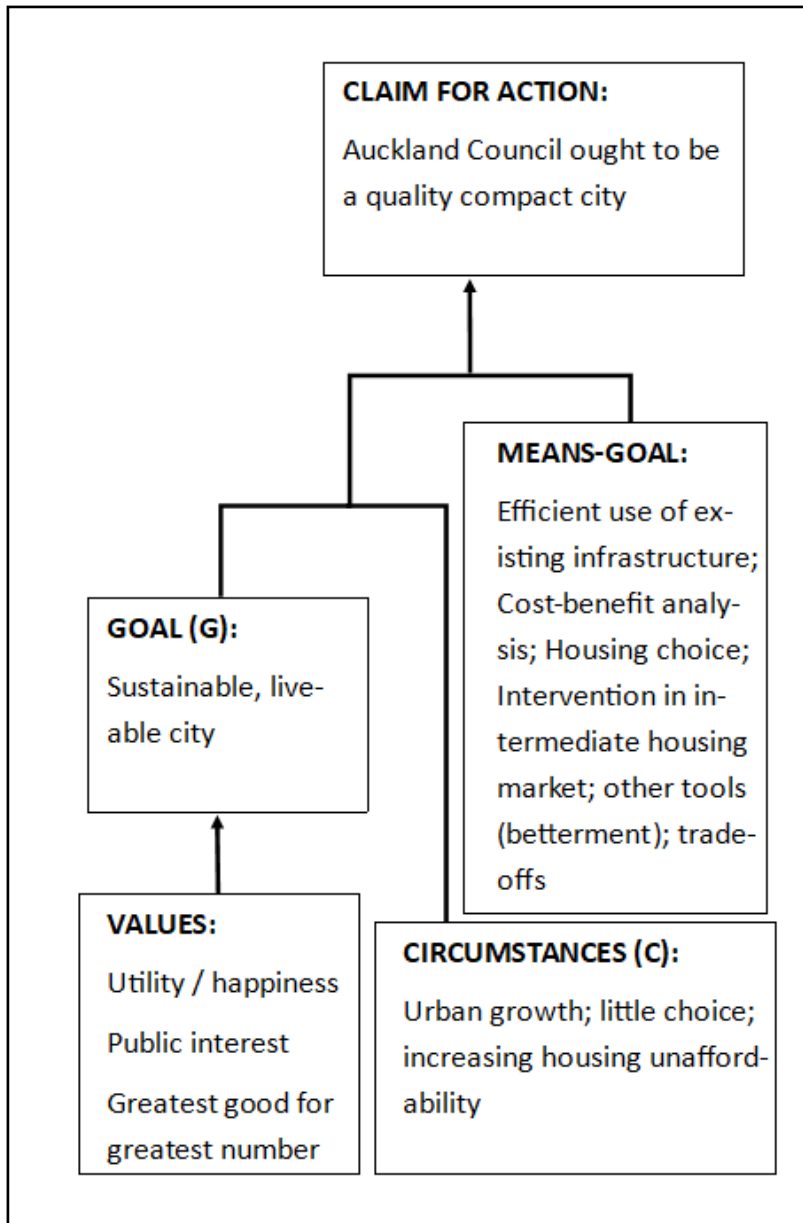 CLAIM FOR ACTION:
Auckland Council ought to be
a quality compact city
MEANS-GOAL:
Efficient use of ex-
isting infrastructure;
Cost-benefit analy-
sis; Housing choice;
Intervention in in-
termediate housing
market; other tools
(betterment); trade-
offs
GOAL (G):
Sustainable, live-
able city
VALUES:
Utility / happiness
Public interest
Greatest good for
greatest number
CIRCUMSTANCES (C):
Urban growth; little choice;
increasing housing unafford-
ability